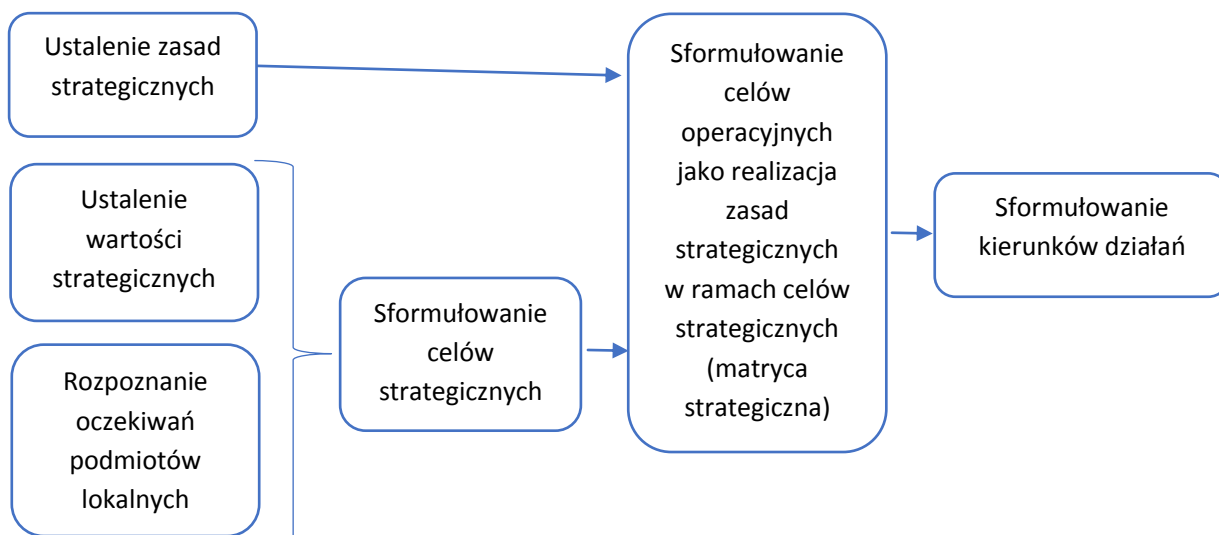 Ustalenie zasad
strategicznych
Ustalenie
wartości
strategicznych
Rozpoznanie
oczekiwań
podmiotów
lokalnych
Sformułowanie
celów
strategicznych
Sformułowanie
celów
operacyjnych
jako realizacja
zasad
strategicznych
w ramach celów
strategicznych
(matryca
strategiczna)
Sformułowanie
kierunków działań